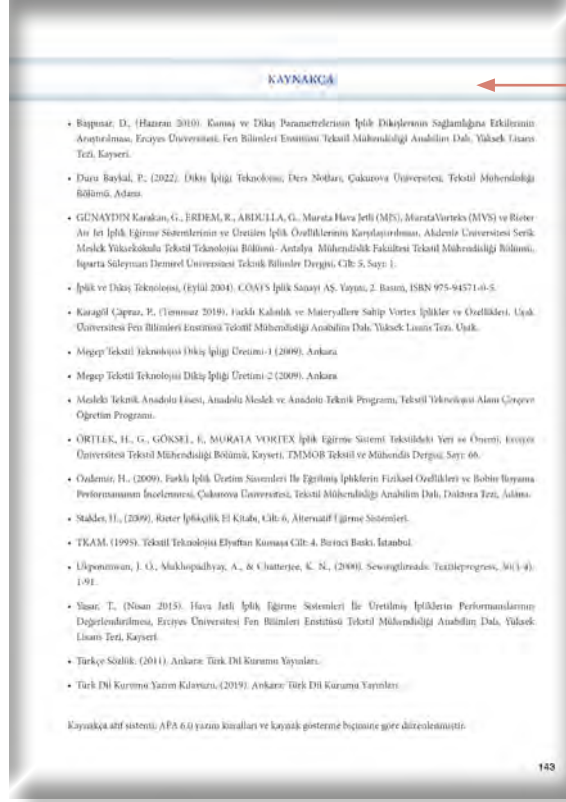 KAYNAKÇA
• Başpınar, D., (Haziran 2010). Kumaş ve Dikiş Parametrelerinin İplik Dikişlerinin Sağlamlığına Etkilerinin
Araştırılması, Erciyes Üniversitesi, Fen Bilimleri Enstitüsü Tekstil Mühendisliği Anabilim Dalı, Yüksek Lisans
Tezi, Kayseri.
• Duru Baykal, P., (2022). Dikiş İpliği Teknolojisi, Ders Notları, Çukurova Üniversitesi, Tekstil Mühendisliği
Bölümü, Adana.
• GÜNAYDIN Karakan, G., ERDEM, R., ABDULLA, G., Murata Hava Jetli (MJS), MurataVorteks (MVS) ve Rieter
Air Jet İplik Eğirme Sistemlerinin ve Üretilen İplik Özelliklerinin Karşılaştırılması, Akdeniz Üniversitesi Serik
Meslek Yüksekokulu Tekstil Teknolojisi Bölümü- Antalya Mühendislik Fakültesi Tekstil Mühendisliği Bölümü,
Isparta Süleyman Demirel Üniversitesi Teknik Bilimler Dergisi, Cilt: 5, Sayı: 1.
• İplik ve Dikiş Teknolojisi, (Eylül 2004). COATS İplik Sanayi AŞ. Yayını, 2. Basım, ISBN 975-94571-0-5.
• Karagöl Çapraz, P., (Temmuz 2019). Farklı Kalınlık ve Materyallere Sahip Vortex İplikler ve Özellikleri. Uşak
Üniversitesi Fen Bilimleri Enstitüsü Tekstil Mühendisliği Anabilim Dalı, Yüksek Lisans Tezi, Uşak.
• Megep Tekstil Teknolojisi Dikiş İpliği Üretimi-1 (2009). Ankara
• Megep Tekstil Teknolojisi Dikiş İpliği Üretimi-2 (2009). Ankara
• Mesleki Teknik Anadolu Lisesi, Anadolu Meslek ve Anadolu Teknik Programı, Tekstil Teknolojisi Alanı Çerçeve
Öğretim Programı.
• ÖRTLEK, H., G., GÖKSEL, F., MURATA VORTEX İplik Eğirme Sistemi Tekstildeki Yeri ve Önemi, Erciyes
Üniversitesi Tekstil Mühendisliği Bölümü, Kayseri, TMMOB Tekstil ve Mühendis Dergisi, Sayı: 66.
• Özdemir, H., (2009). Farklı İplik Üretim Sistemleri İle Eğrilmiş İpliklerin Fiziksel Özellikleri ve Bobin Boyama
Performansının İncelenmesi, Çukurova Üniversitesi, Tekstil Mühendisliği Anabilim Dalı, Doktora Tezi, Adana.
• Stalder, H., (2009). Rieter İplikçilik El Kitabı, Cilt: 6, Alternatif Eğirme Sistemleri.
• TKAM. (1995). Tekstil Teknolojisi Elyaftan Kumaşa Cilt: 4, Birinci Baskı. İstanbul.
• Ukponmwan, J. O., Mukhopadhyay, A., & Chatterjee, K. N., (2000). Sewingthreads. Textileprogress, 30(3-4),
1-91.
• Yaşar, T., (Nisan 2015). Hava Jetli İplik Eğirme Sistemleri İle Üretilmiş İpliklerin Performanslarının
Değerlendirilmesi, Erciyes Üniversitesi Fen Bilimleri Enstitüsü Tekstil Mühendisliği Anabilim Dalı, Yüksek
Lisans Tezi, Kayseri.
• Türkçe Sözlük. (2011). Ankara: Türk Dil Kurumu Yayınları.
• Türk Dil Kurumu Yazım Kılavuzu. (2019). Ankara: Türk Dil Kurumu Yayınları.
Kaynakça atıf sistemi, APA 6.0 yazım kuralları ve kaynak gösterme biçimine göre düzenlenmiştir.
143